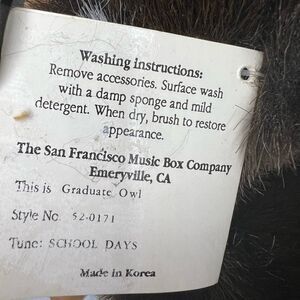 Washing instructions:
Remove accessories. Surface wash
with a damp sponge and mild
detergent. When dry, brush to restore
appearance.
The San Francisco Music Box Company
Emeryville, CA
This is Graduate Owl
Style No. 52-0171
Tune: SCHOOL DAYS
Made in Korea